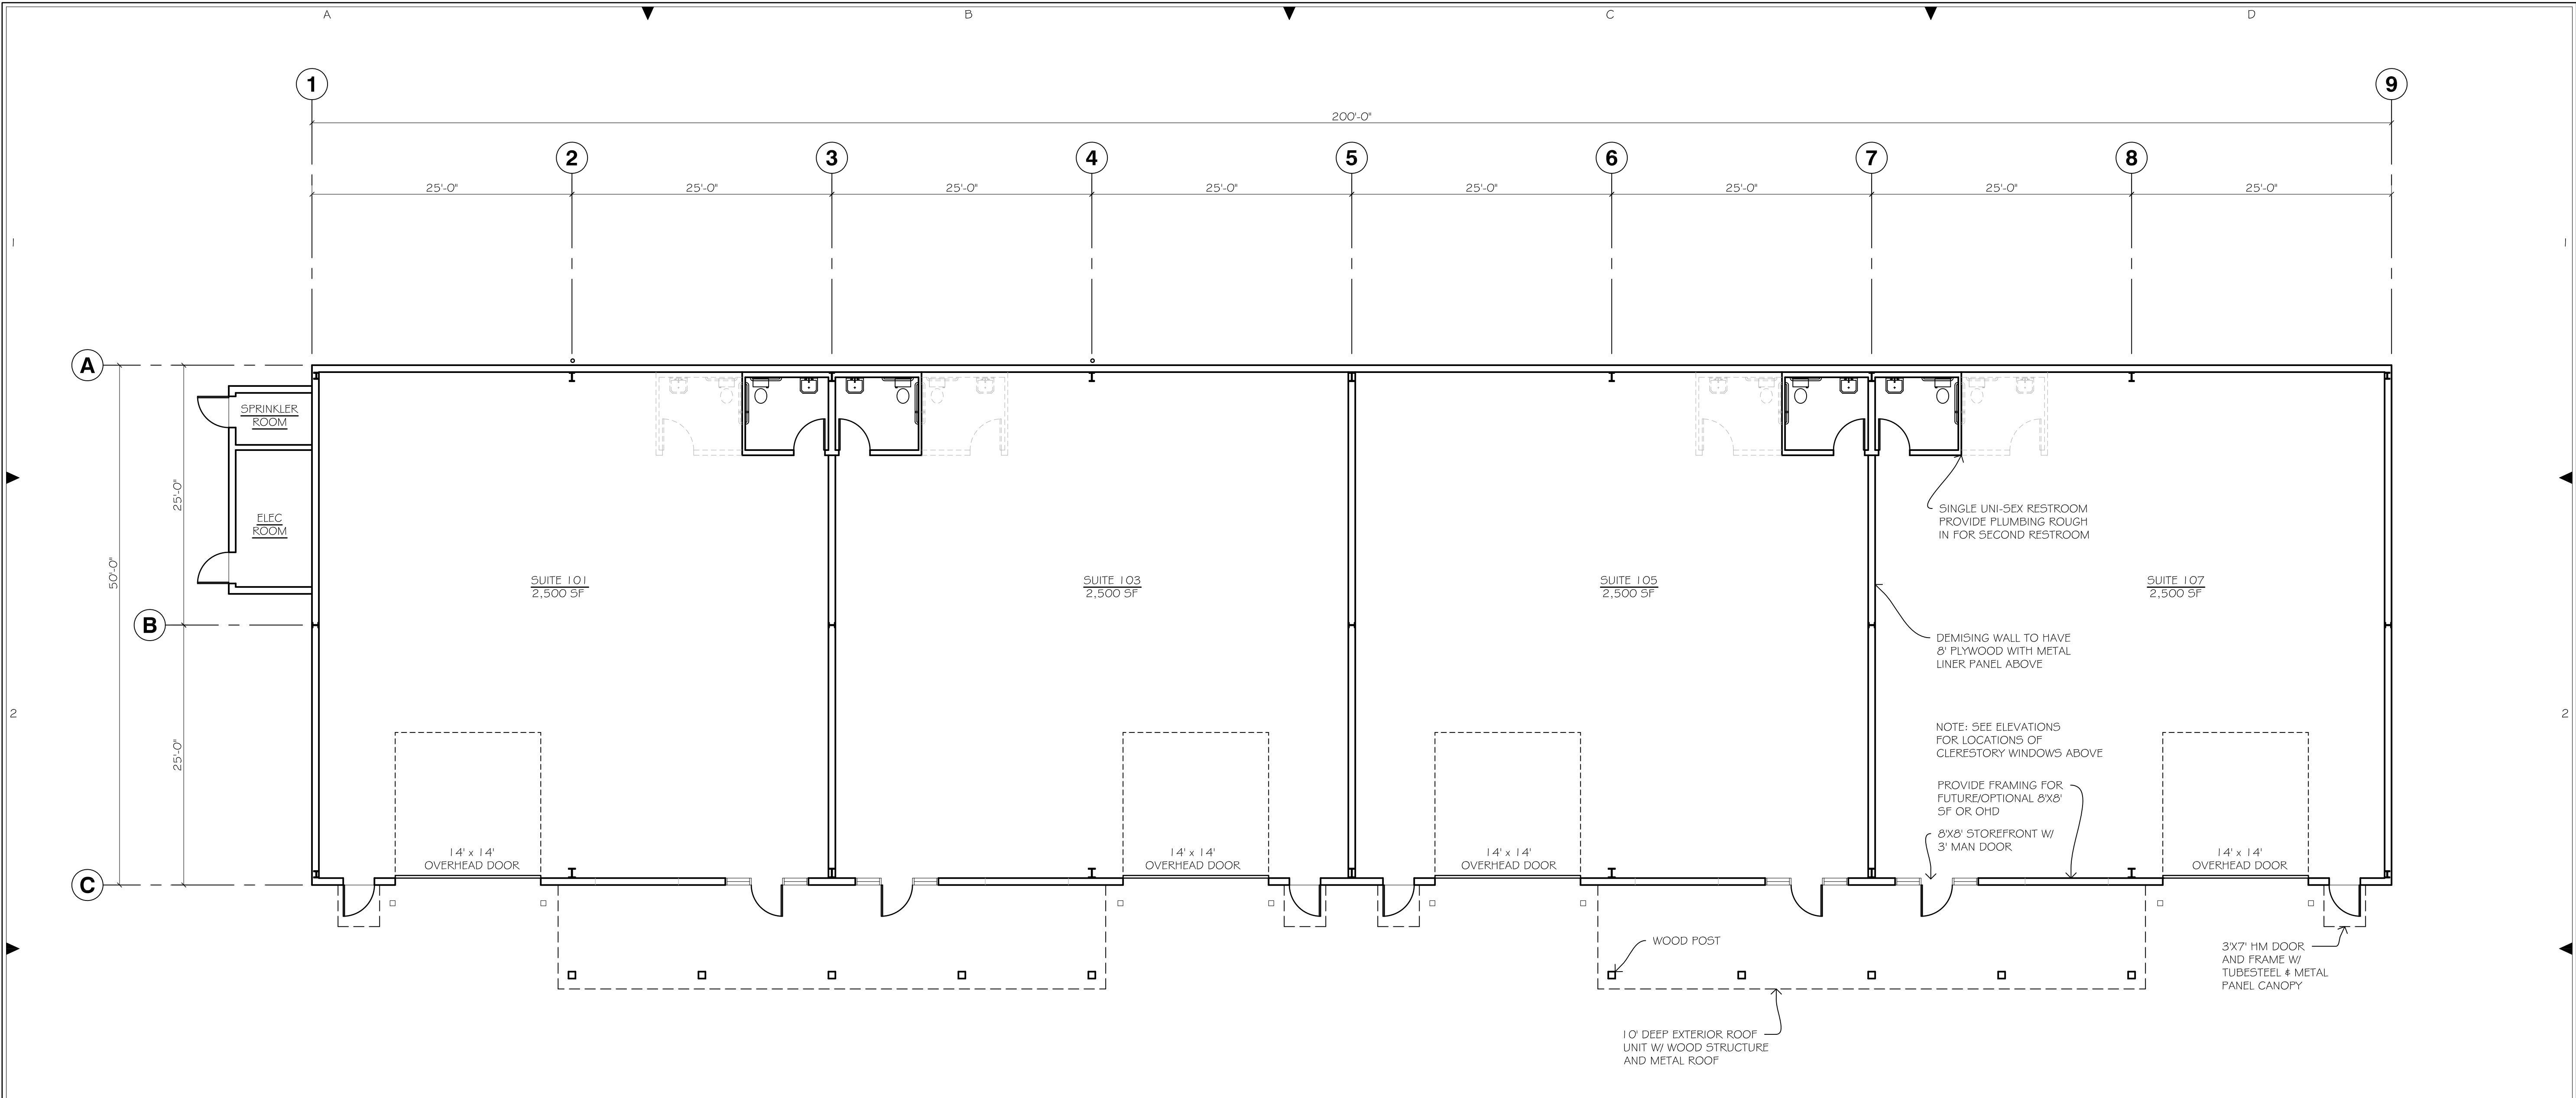 A B C D
1 9
200'-0"
2 3 4 5 6 7 8
25'-0" 25'-0" 25'-0" 25'-0" 25'-0" 25'-0" 25'-0" 25'-0"
1 1
A
SPRINKLER
ROOM
25'-0"
ELEC
ROOM
50'-0"
B
25'-0"
C
2 2
SUITE 101
2,500 SF
SUITE 103
2,500 SF
SUITE 105
2,500 SF
SUITE 107
2,500 SF
SINGLE UNI-SEX RESTROOM
PROVIDE PLUMBING ROUGH
IN FOR SECOND RESTROOM
DEMISING WALL TO HAVE
8' PLYWOOD WITH METAL
LINER PANEL ABOVE
NOTE: SEE ELEVATIONS
FOR LOCATIONS OF
CLERESTORY WINDOWS ABOVE
PROVIDE FRAMING FOR
FUTURE/OPTIONAL 8'X8'
SF OR OHD
8'X8' STOREFRONT W/
3' MAN DOOR
14' x 14'
OVERHEAD DOOR
14' x 14'
OVERHEAD DOOR
14' x 14'
OVERHEAD DOOR
14' x 14'
OVERHEAD DOOR
WOOD POST
3'X7' HM DOOR
AND FRAME W/
TUBESTEEL & METAL
PANEL CANOPY
10' DEEP EXTERIOR ROOF
UNIT W/ WOOD STRUCTURE
AND METAL ROOF